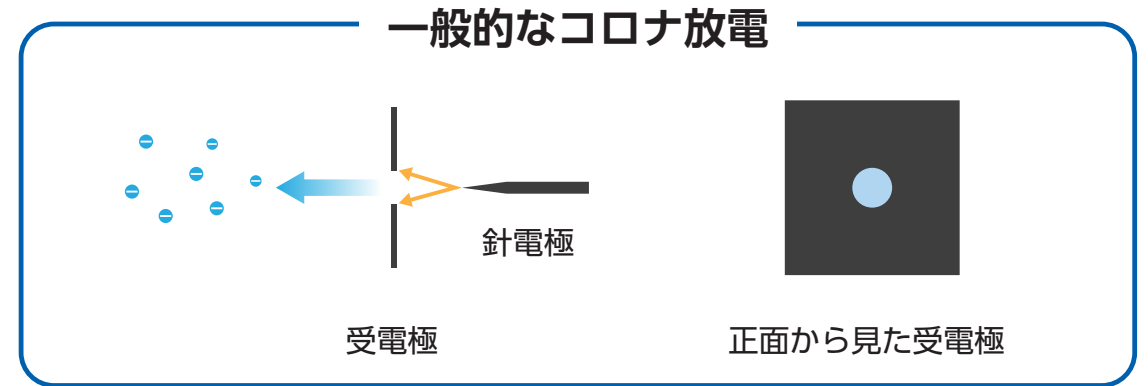 一般的なコロナ放電
針電極
受電極
正面から見た受電極